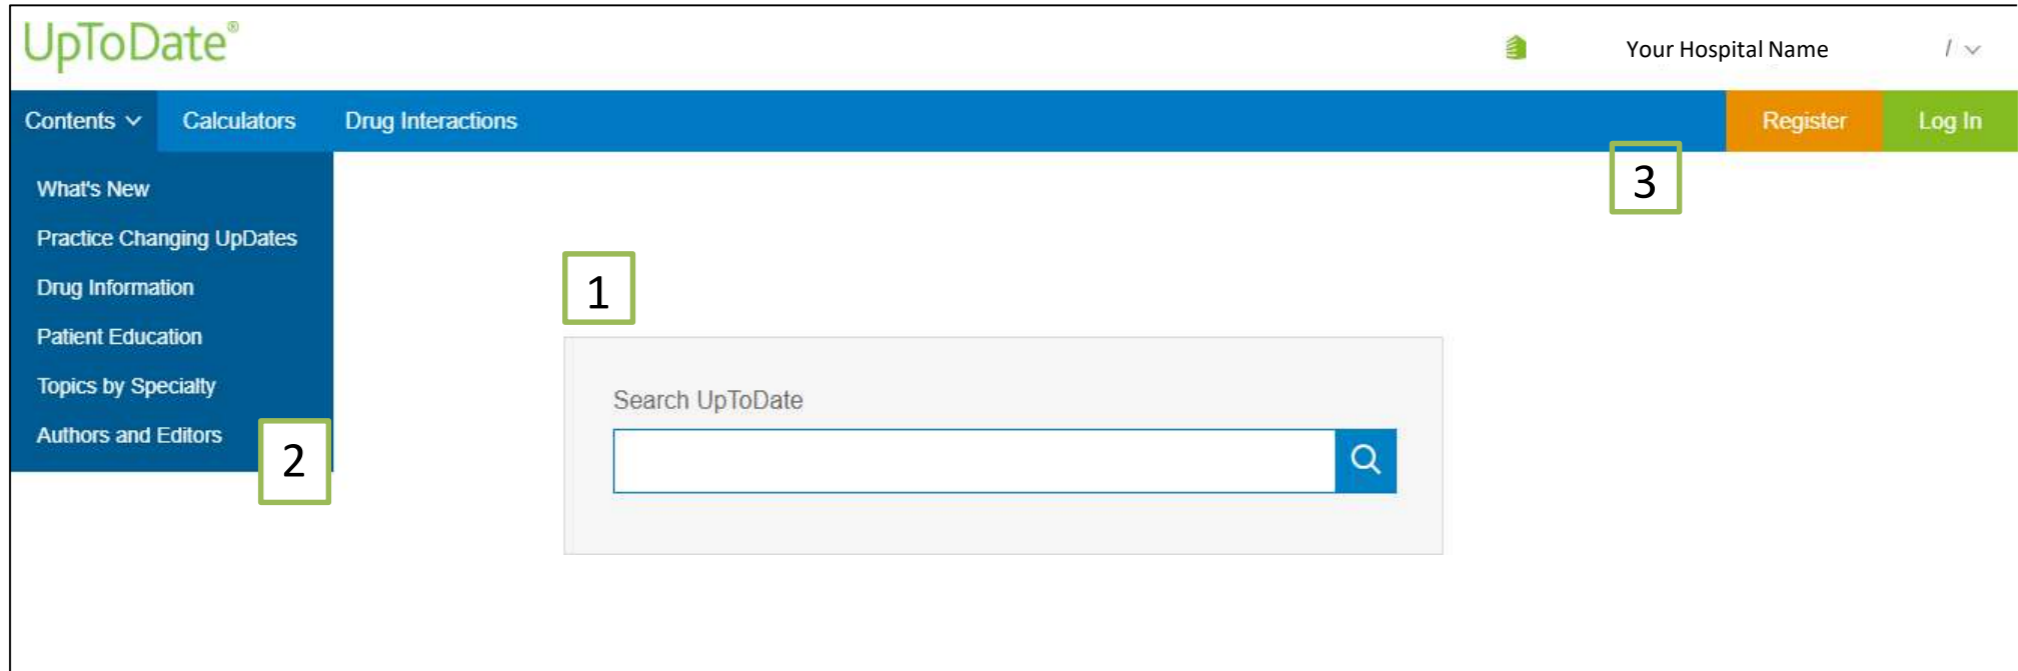 UpToDate®
Your Hospital Name /
Contents Calculators Drug Interactions Register Log In
What's New
Practice Changing UpDates
Drug Information
Patient Education
Topics by Specialty
Authors and Editors
2
3
1
Search UpToDate